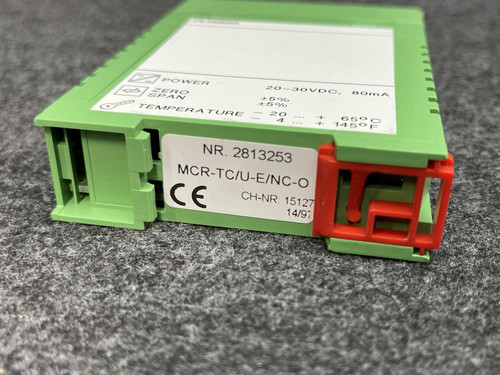 POWER 20–30VDC, 80mA
ZERO ±5%
SPAN ±5%
TEMPERATURE – 20 ... + 65°C
– 4 ... + 145°F
NR. 2813253
MCR-TC/U-E/NC-O
CE CH-NR: 15127
14/97